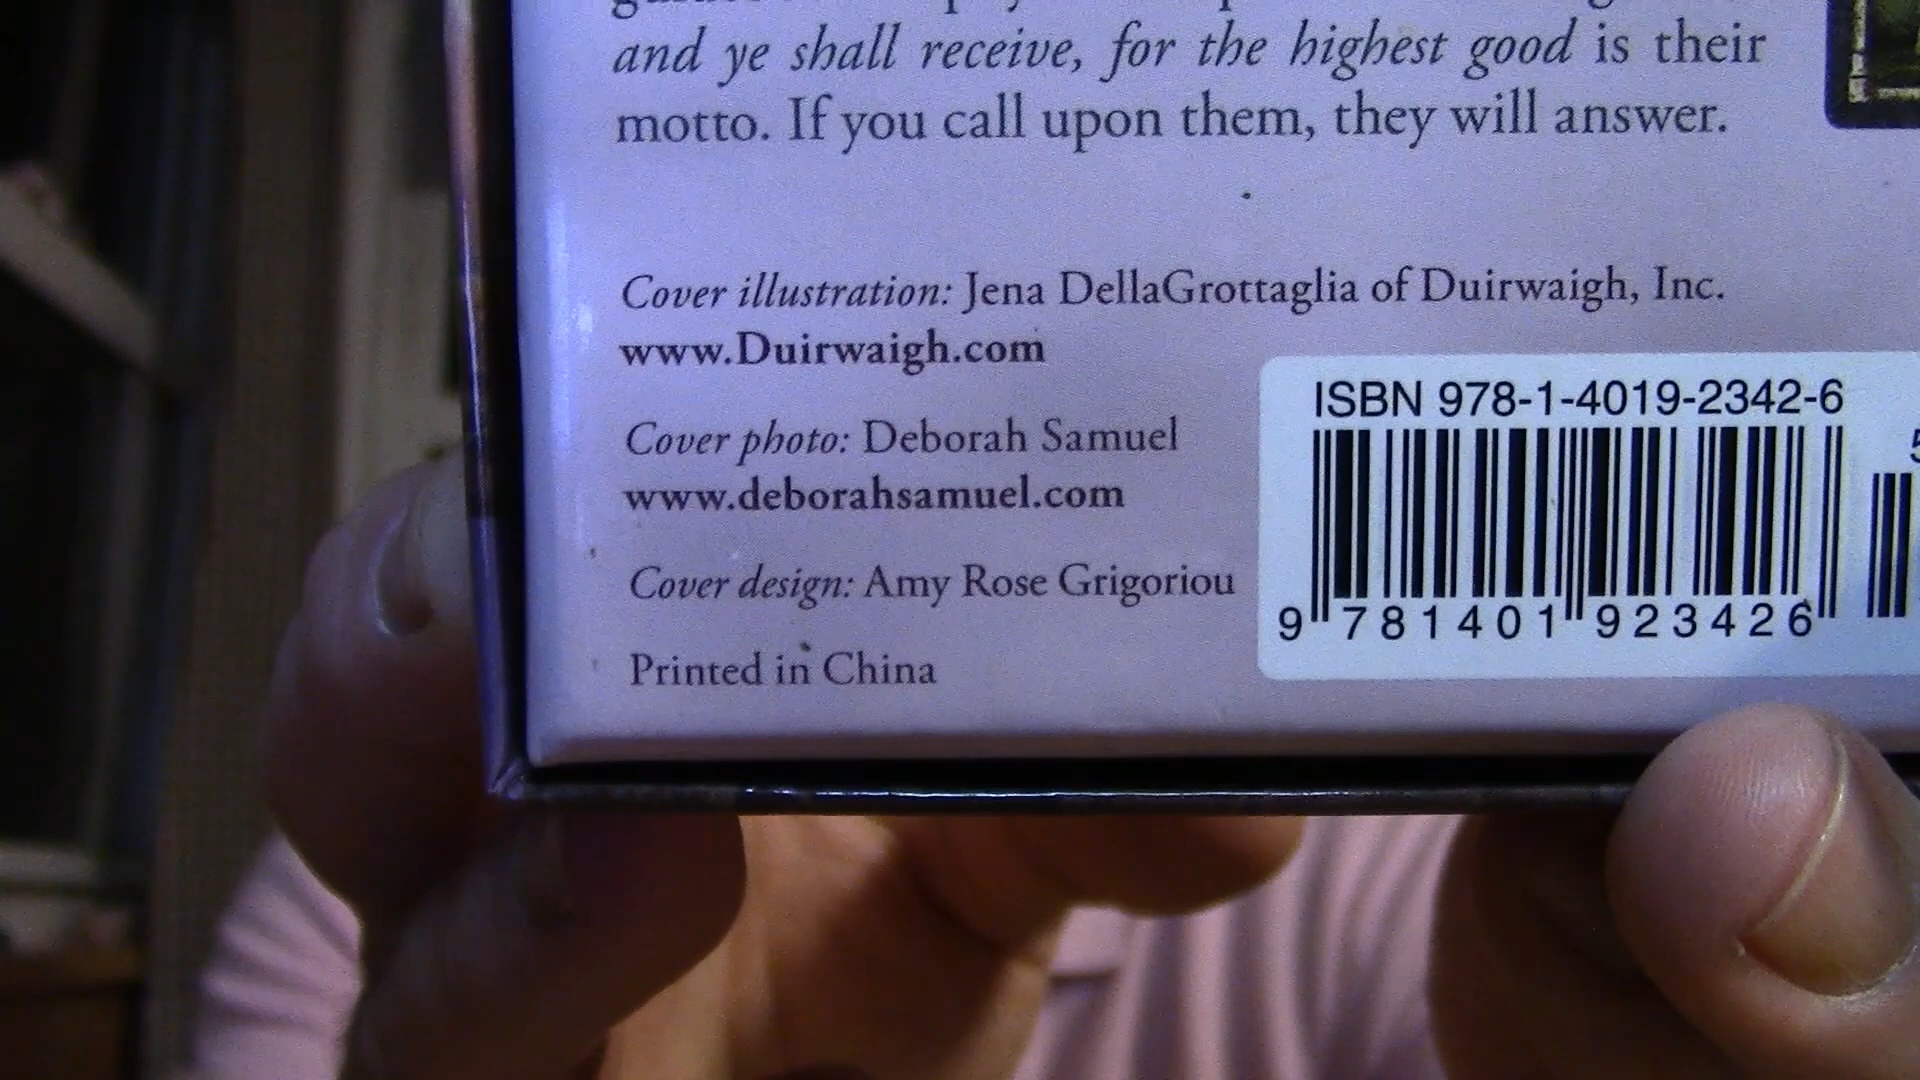 and ye shall receive, for the highest good is their
motto. If you call upon them, they will answer.
Cover illustration: Jena DellaGrottaglia of Duirwaigh, Inc.
www.Duirwaigh.com
Cover photo: Deborah Samuel
www.deborahsamuel.com
Cover design: Amy Rose Grigoriou
Printed in China
ISBN 978-1-4019-2342-6
5
9 781401 923426